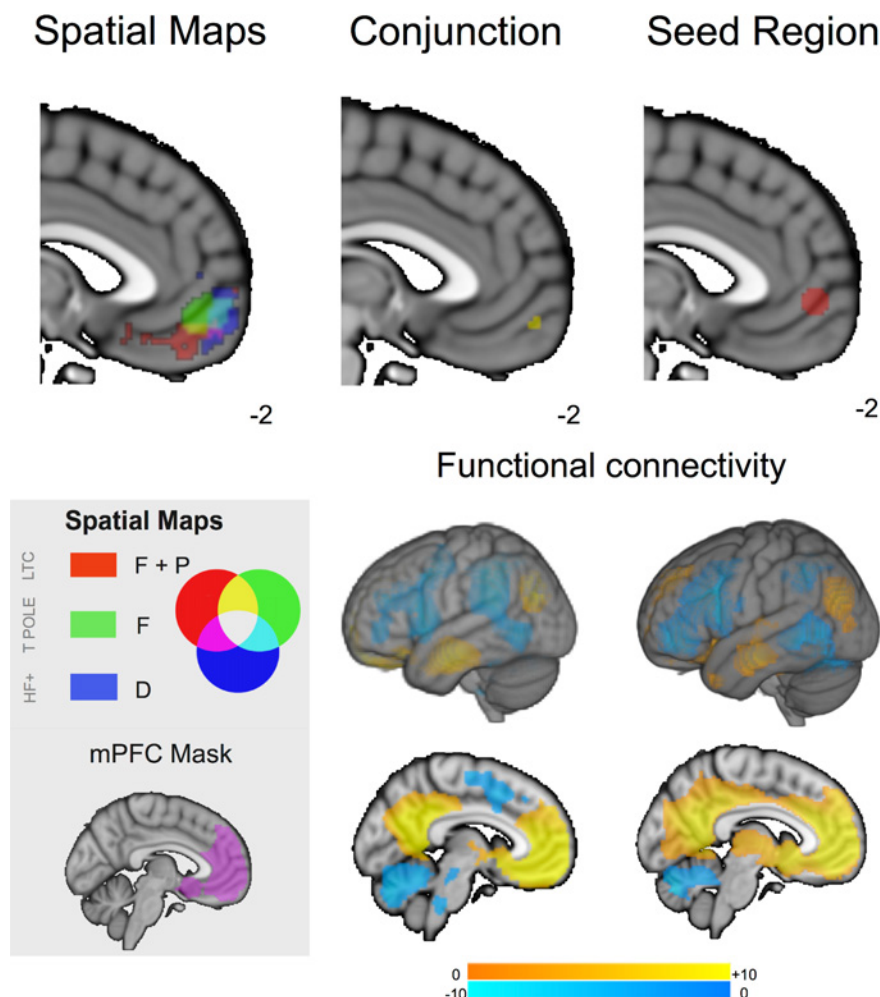 Spatial Maps Conjunction Seed Region
-2 -2 -2
Functional connectivity
Spatial Maps
LTC F + P
T POLE F
HF+ D
mPFC Mask
0 +10
-10 0